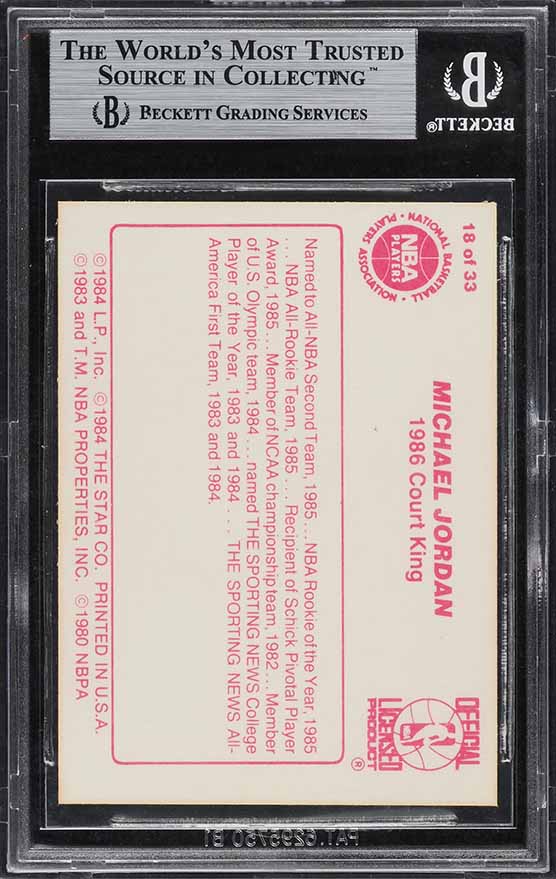 THE WORLD'S MOST TRUSTED
SOURCE IN COLLECTING™
B BECKETT GRADING SERVICES
B
BECKETT®
18 of 33
NATIONAL BASKETBALL
PLAYERS ASSOCIATION
NBA
PLAYERS
MICHAEL JORDAN
1986 Court King
OFFICIAL
LICENSED
PRODUCT
®
Named to All-NBA Second Team, 1985 . . . NBA Rookie of the Year, 1985
. . . NBA All-Rookie Team, 1985 . . . Recipient of Schick Pivotal Player
Award, 1985 . . . Member of NCAA championship team, 1982 . . . Member
of U.S. Olympic team, 1984 . . . named THE SPORTING NEWS College
Player of the Year, 1983 and 1984 . . . THE SPORTING NEWS All-
America First Team, 1983 and 1984.
©1984 L.P., Inc. ©1984 THE STAR CO. PRINTED IN U.S.A.
©1983 and T.M. NBA PROPERTIES, INC. ©1980 NBPA
PAT. 6295750 B1